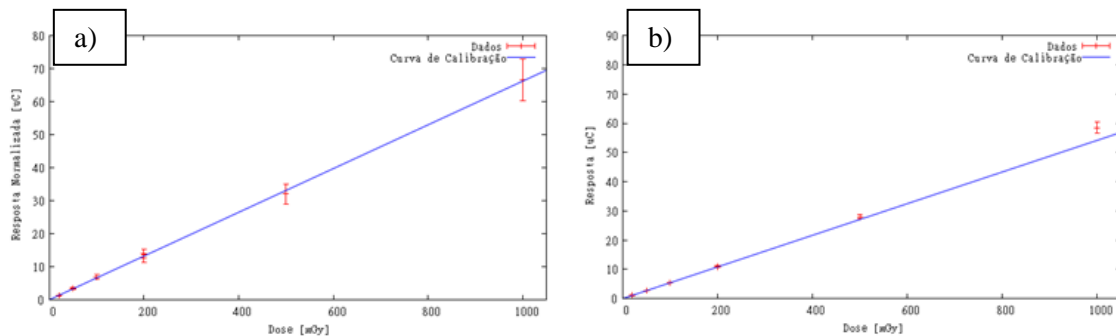 a)
80
70
60
50
40
30
20
10
0
Resposta Normalizada [uC]
Dados
Curva de Calibração
0 200 400 600 800 1000
Dose [mGy]
b)
90
80
70
60
50
40
30
20
10
0
Resposta [uC]
Dados
Curva de Calibração
200 400 600 800 1000
Dose [mGy]